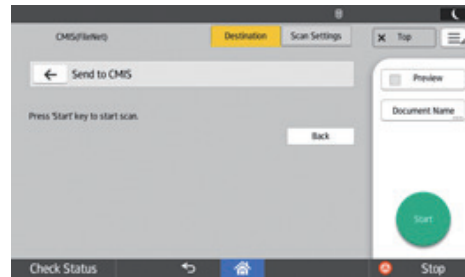 CMIS(FileNet)
Destination
Scan Settings
Top
Send to CMIS
Preview
Document Name
Press 'Start' key to start scan.
Back
Start
Check Status
Stop